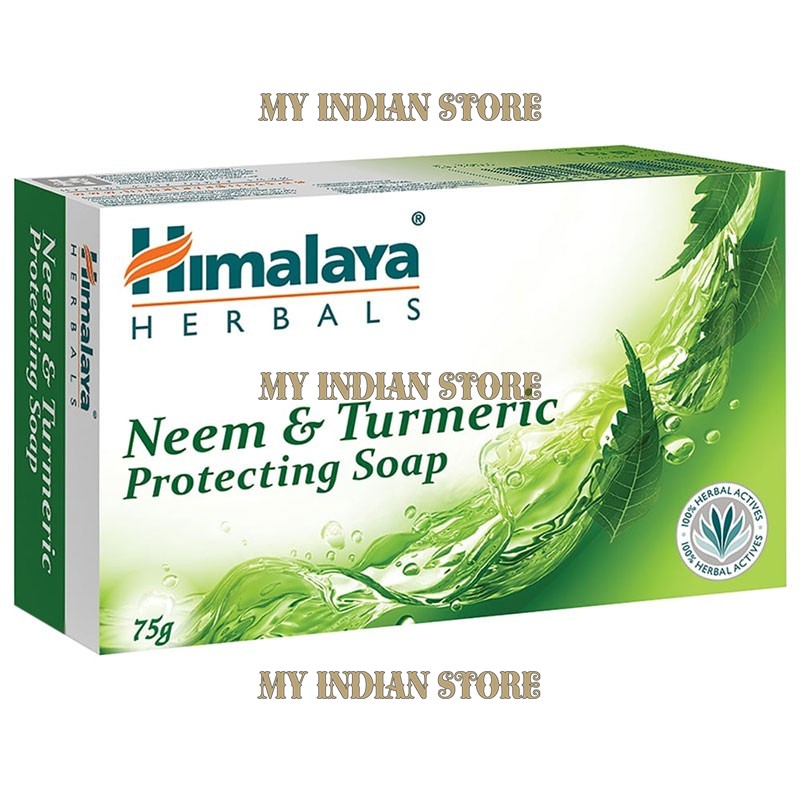 MY INDIAN STORE
Himalaya®
HERBALS
MY INDIAN STORE
Neem & Turmeric
Protecting Soap
75g
100% HERBAL ACTIVES
100% HERBAL ACTIVES
Neem & Turmeric
Protecting Soap
Himalaya®
HERBALS
MY INDIAN STORE